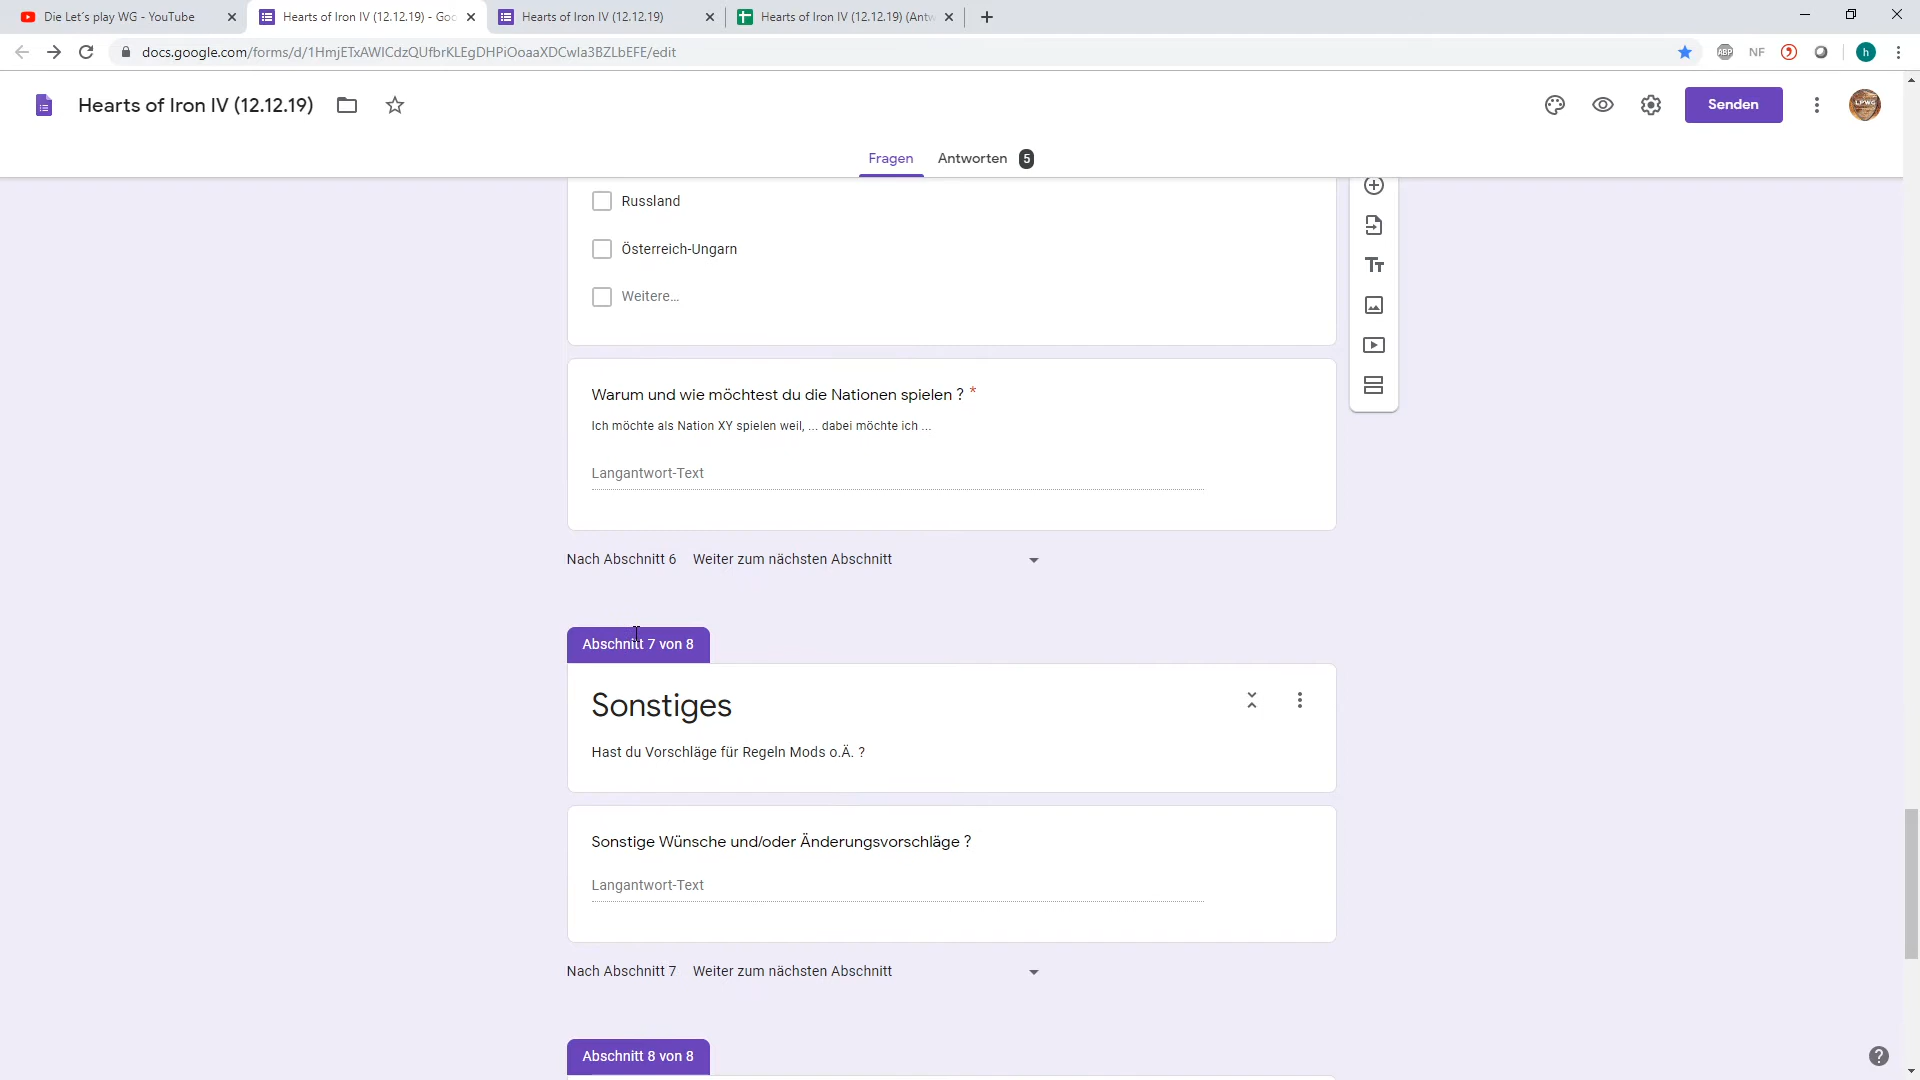 Die Let´s play WG - YouTube
Hearts of Iron IV (12.12.19) - Goo
Hearts of Iron IV (12.12.19)
Hearts of Iron IV (12.12.19) (Antw
docs.google.com/forms/d/1HmjETxAWICdzQUfbrKLEgDHPiOoaaXDCwla3BZLbEFE/edit
ABP
NF
h
Hearts of Iron IV (12.12.19)
Senden
LPWG
Fragen
Antworten 5
Russland
Österreich-Ungarn
Weitere...
Warum und wie möchtest du die Nationen spielen ? *
Ich möchte als Nation XY spielen weil, ... dabei möchte ich ...
Langantwort-Text
Nach Abschnitt 6 Weiter zum nächsten Abschnitt
Abschnitt 7 von 8
Sonstiges
Hast du Vorschläge für Regeln Mods o.Ä. ?
Sonstige Wünsche und/oder Änderungsvorschläge ?
Langantwort-Text
Nach Abschnitt 7 Weiter zum nächsten Abschnitt
Abschnitt 8 von 8